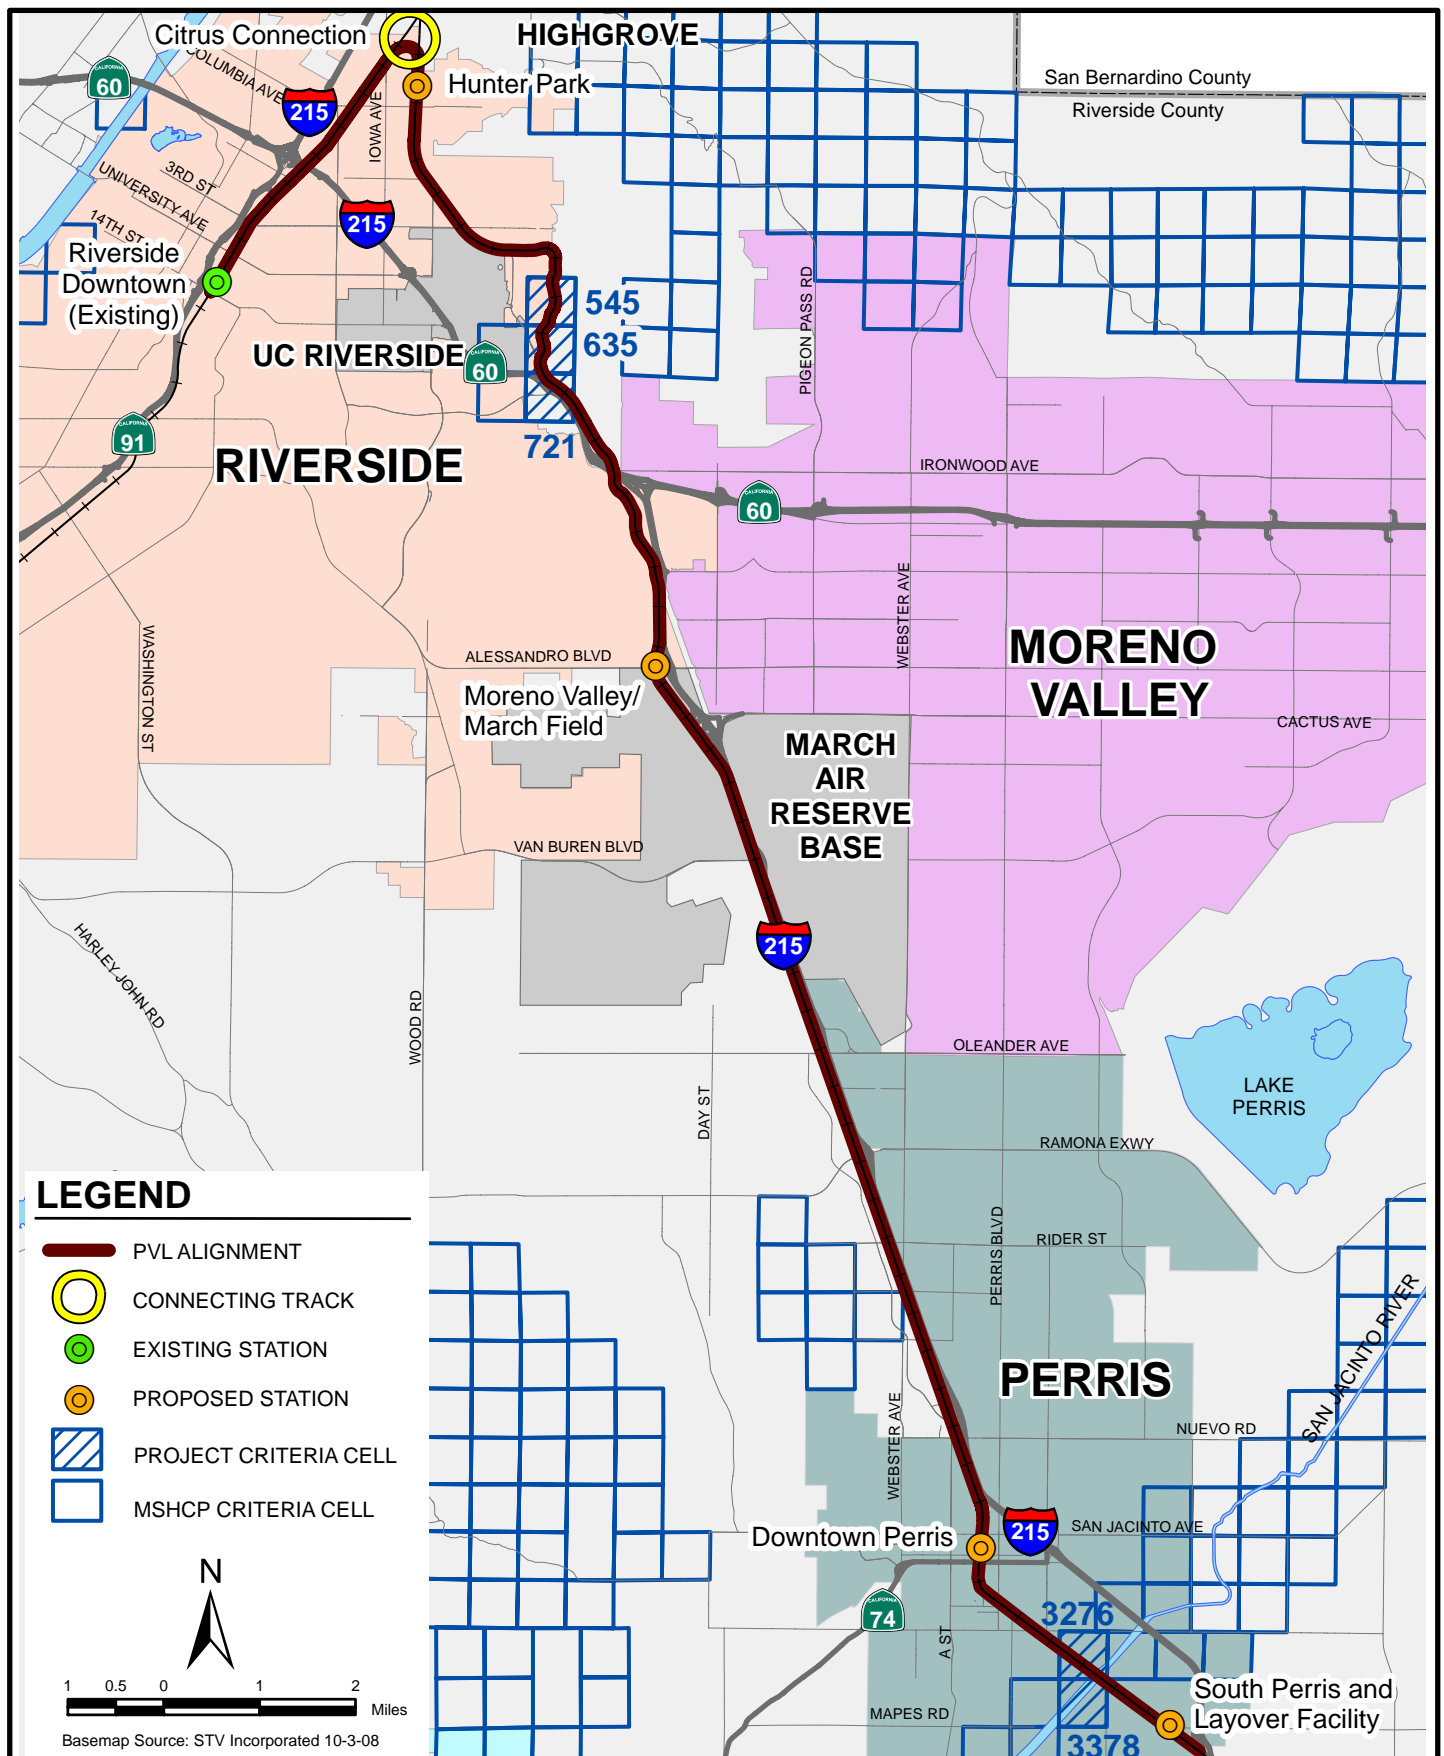 Citrus Connection
HIGHGROVE
San Bernardino County
Riverside County
CALIFORNIA
60
COLUMBIA AVE
215
IOWA AVE
Hunter Park
3RD ST
UNIVERSITY AVE
14TH ST
215
Riverside
Downtown
(Existing)
545
635
PIGEON PASS RD
UC RIVERSIDE
CALIFORNIA
60
CALIFORNIA
91
721
RIVERSIDE
IRONWOOD AVE
CALIFORNIA
60
WEBSTER AVE
WASHINGTON ST
ALESSANDRO BLVD
MORENO
VALLEY
Moreno Valley/
March Field
CACTUS AVE
MARCH
AIR
RESERVE
BASE
VAN BUREN BLVD
215
HARLEY JOHN RD
WOOD RD
OLEANDER AVE
LAKE
PERRIS
DAY ST
RAMONA EXWY
PERRIS BLVD
RIDER ST
SAN JACINTO RIVER
PERRIS
WEBSTER AVE
NUEVO RD
215
SAN JACINTO AVE
Downtown Perris
CALIFORNIA
74
A ST
3276
South Perris and
Layover Facility
MAPES RD
3378
LEGEND
PVL ALIGNMENT
CONNECTING TRACK
EXISTING STATION
PROPOSED STATION
PROJECT CRITERIA CELL
MSHCP CRITERIA CELL
N
1 0.5 0 1 2
Miles
Basemap Source: STV Incorporated 10-3-08